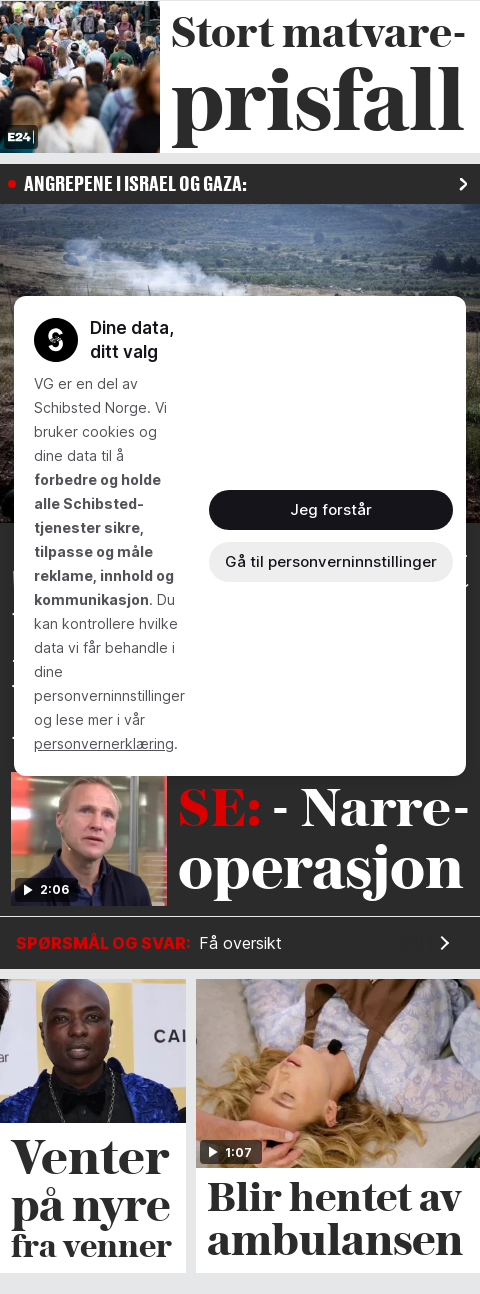 Stort matvare-
prisfall
E24
ANGREPENE I ISRAEL OG GAZA:
Dine data,
ditt valg
VG er en del av
Schibsted Norge. Vi
bruker cookies og
dine data til å
forbedre og holde
alle Schibsted-
tjenester sikre,
tilpasse og måle
reklame, innhold og
kommunikasjon. Du
kan kontrollere hvilke
data vi får behandle i
dine
personverninnstillinger
og lese mer i vår
personvernerklæring.
Jeg forstår
Gå til personverninnstillinger
2:06
SE: - Narre-
operasjon
SPØRSMÅL OG SVAR: Få oversikt
Venter
på nyre
fra venner
1:07
Blir hentet av
ambulansen